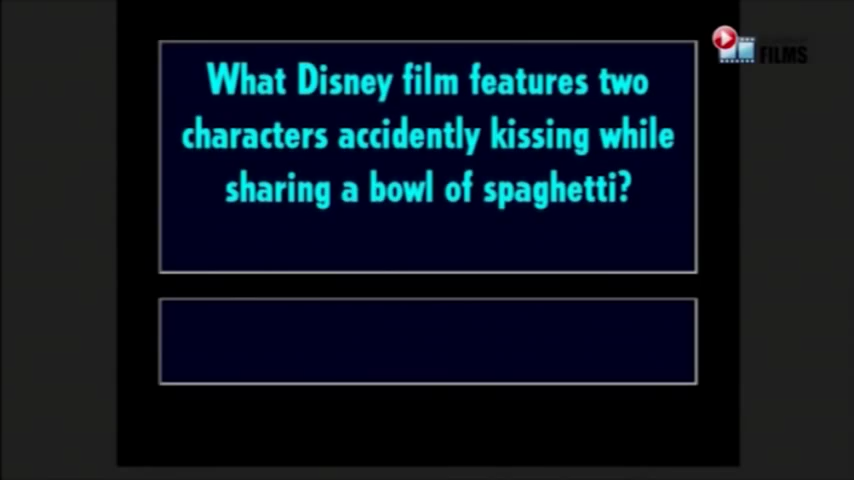 What Disney film features two
characters accidently kissing while
sharing a bowl of spaghetti?
FILMS